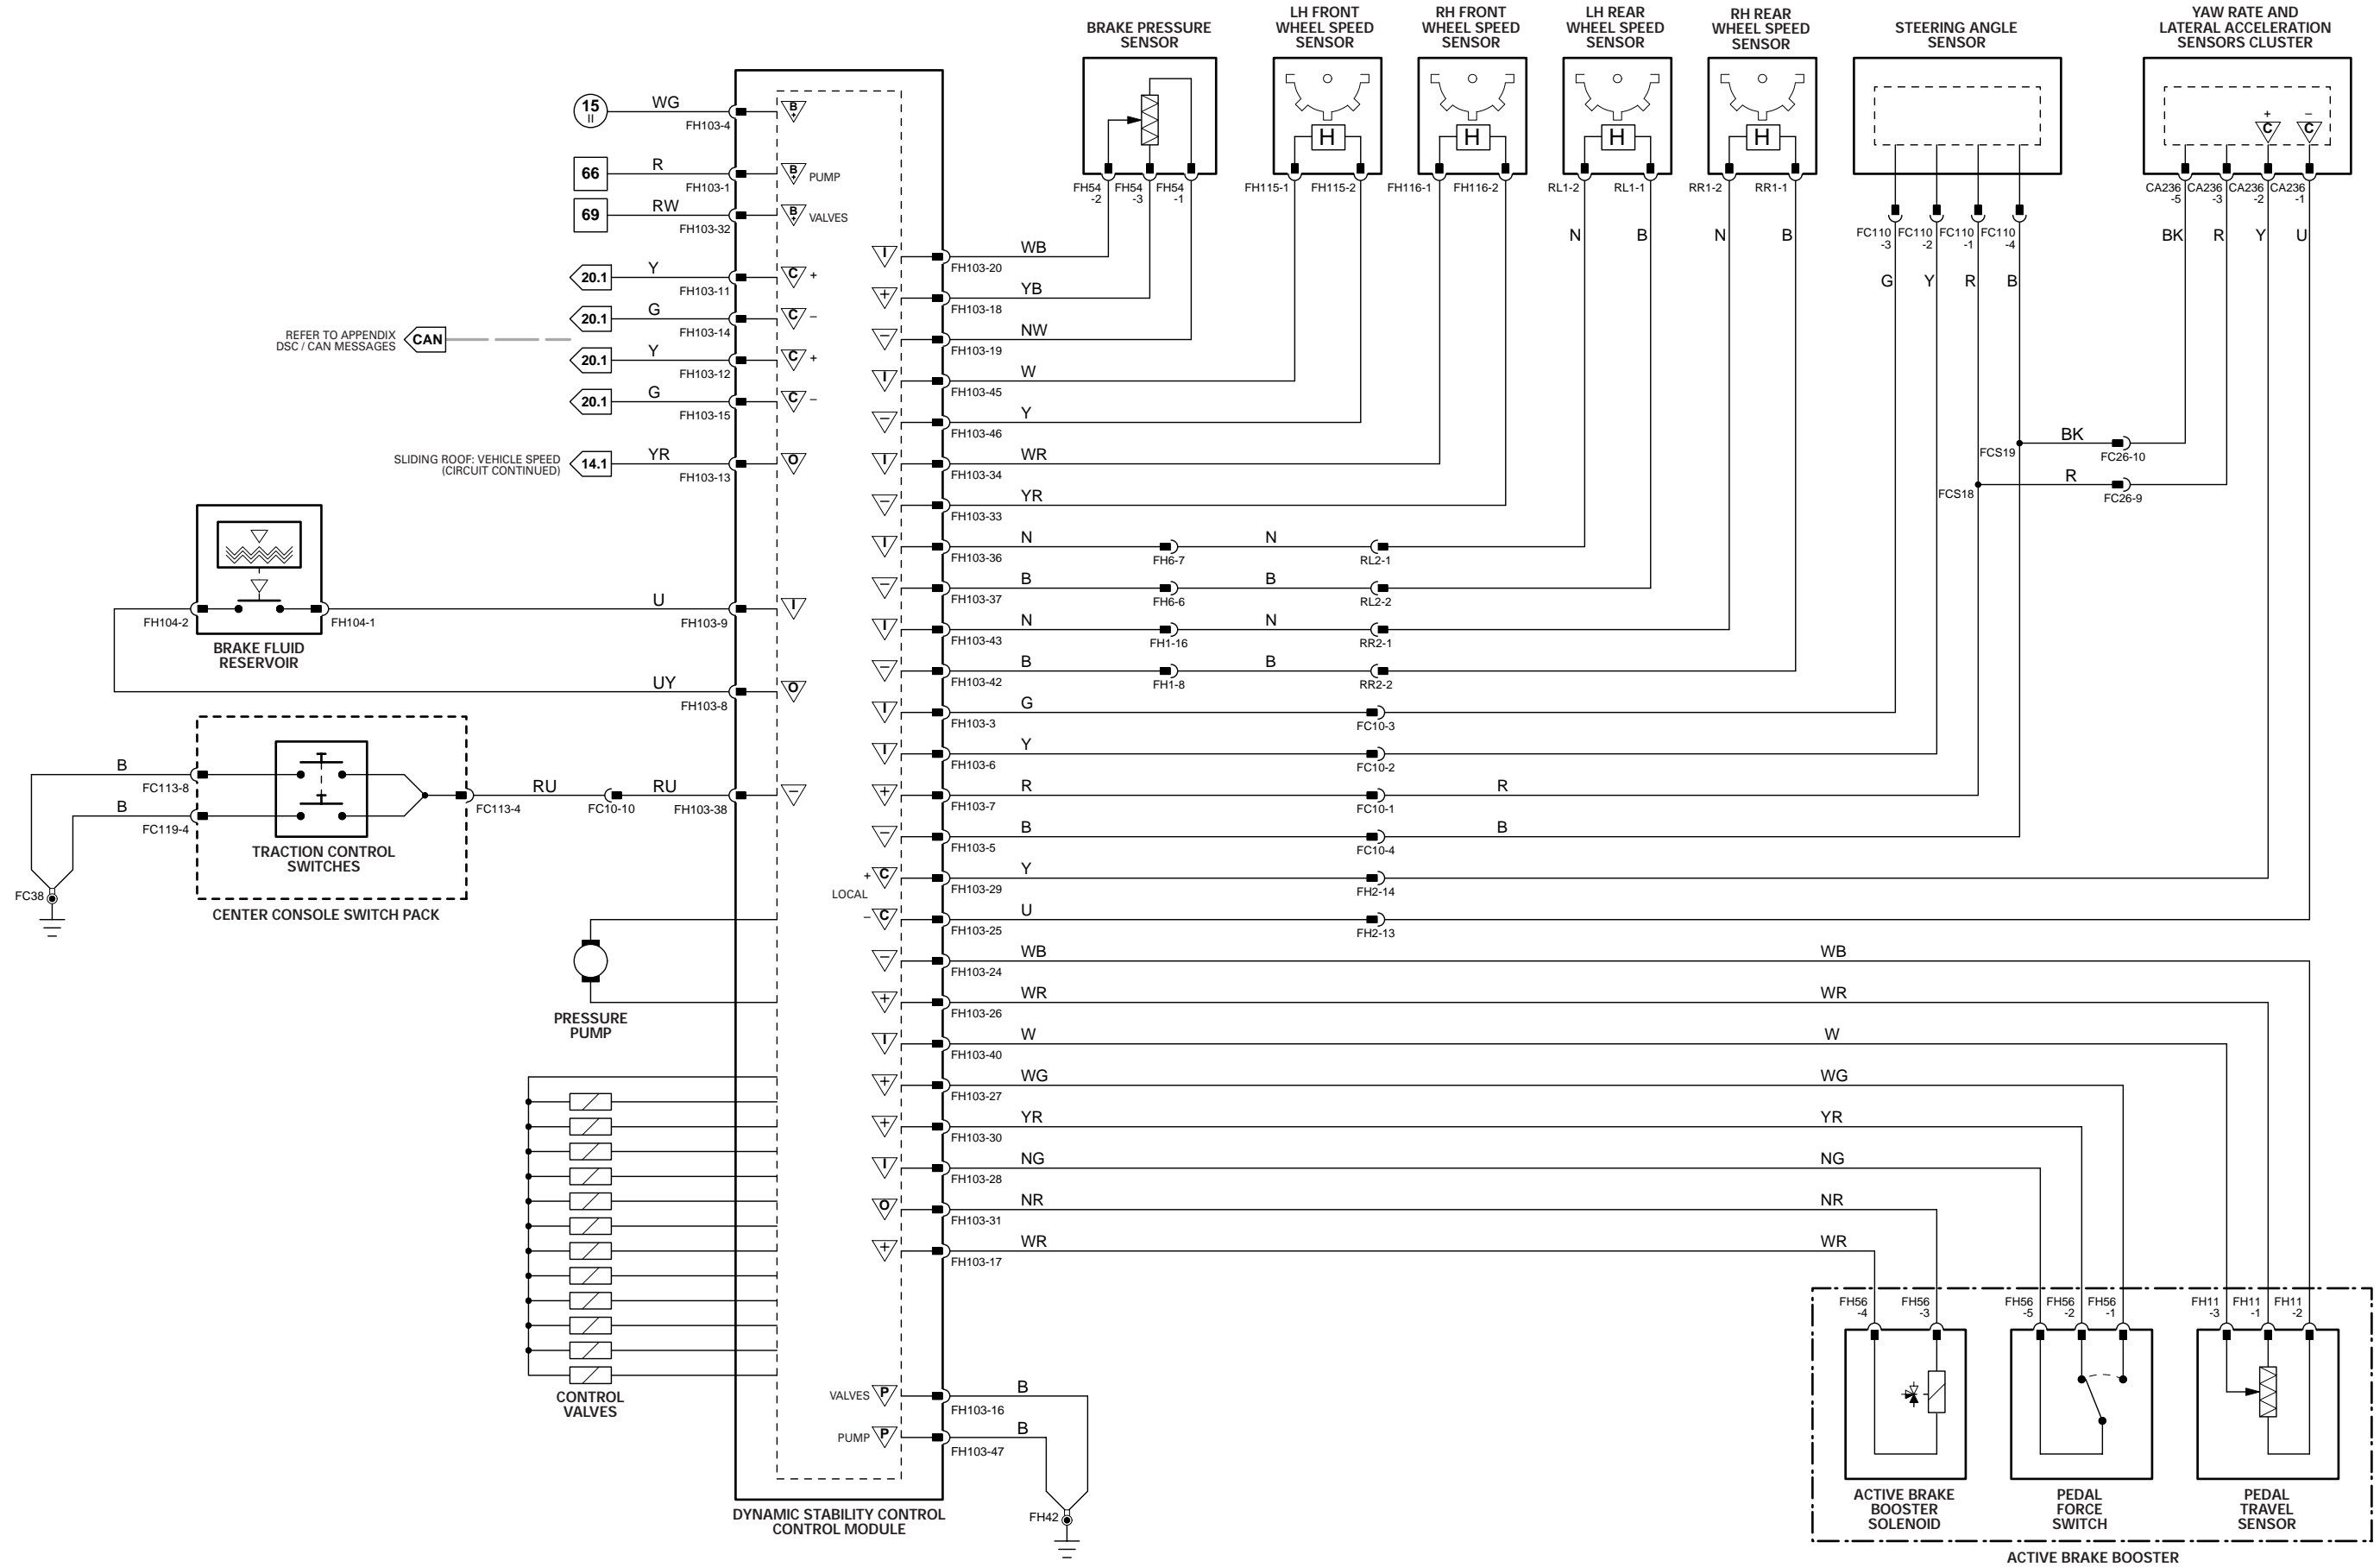 BRAKE PRESSURE
SENSOR
LH FRONT
WHEEL SPEED
SENSOR
RH FRONT
WHEEL SPEED
SENSOR
LH REAR
WHEEL SPEED
SENSOR
RH REAR
WHEEL SPEED
SENSOR
STEERING ANGLE
SENSOR
YAW RATE AND
LATERAL ACCELERATION
SENSORS CLUSTER
H
H
H
H
+
–
C
C
FH54
-2
FH54
-3
FH54
-1
FH115-1
FH115-2
FH116-1
FH116-2
RL1-2
RL1-1
RR1-2
RR1-1
CA236
-5
CA236
-3
CA236
-2
CA236
-1
N
B
N
B
FC110
-3
FC110
-2
FC110
-1
FC110
-4
BK
R
Y
U
G
Y
R
B
FCS19
BK
FC26-10
FCS18
R
FC26-9
15
II
WG
FH103-4
B
+
66
R
FH103-1
B
+
PUMP
69
RW
FH103-32
B
+
VALVES
20.1
Y
FH103-11
C
+
20.1
G
FH103-14
C
–
REFER TO APPENDIX
DSC / CAN MESSAGES
CAN
20.1
Y
FH103-12
C
+
20.1
G
FH103-15
C
–
SLIDING ROOF: VEHICLE SPEED
(CIRCUIT CONTINUED)
14.1
YR
FH103-13
O
FH104-2
FH104-1
BRAKE FLUID
RESERVOIR
U
FH103-9
I
UY
FH103-8
O
B
FC113-8
B
FC119-4
FC38
TRACTION CONTROL
SWITCHES
CENTER CONSOLE SWITCH PACK
FC113-4
RU
FC10-10
RU
FH103-38
–
PRESSURE
PUMP
CONTROL
VALVES
I
FH103-20
WB
+
FH103-18
YB
–
FH103-19
NW
I
FH103-45
W
–
FH103-46
Y
I
FH103-34
WR
–
FH103-33
YR
I
FH103-36
N
FH6-7
N
RL2-1
–
FH103-37
B
FH6-6
B
RL2-2
I
FH103-43
N
FH1-16
N
RR2-1
–
FH103-42
B
FH1-8
B
RR2-2
I
FH103-3
G
FC10-3
I
FH103-6
Y
FC10-2
+
FH103-7
R
FC10-1
R
–
FH103-5
B
FC10-4
B
+
C
FH103-29
Y
FH2-14
LOCAL
–
C
FH103-25
U
FH2-13
–
FH103-24
WB
WB
+
FH103-26
WR
WR
I
FH103-40
W
W
+
FH103-27
WG
WG
+
FH103-30
YR
YR
I
FH103-28
NG
NG
O
FH103-31
NR
NR
+
FH103-17
WR
WR
VALVES
P
FH103-16
B
PUMP
P
FH103-47
B
FH42
DYNAMIC STABILITY CONTROL
CONTROL MODULE
FH56
-4
FH56
-3
FH56
-5
FH56
-2
FH56
-1
FH11
-3
FH11
-1
FH11
-2
ACTIVE BRAKE
BOOSTER
SOLENOID
PEDAL
FORCE
SWITCH
PEDAL
TRAVEL
SENSOR
ACTIVE BRAKE BOOSTER